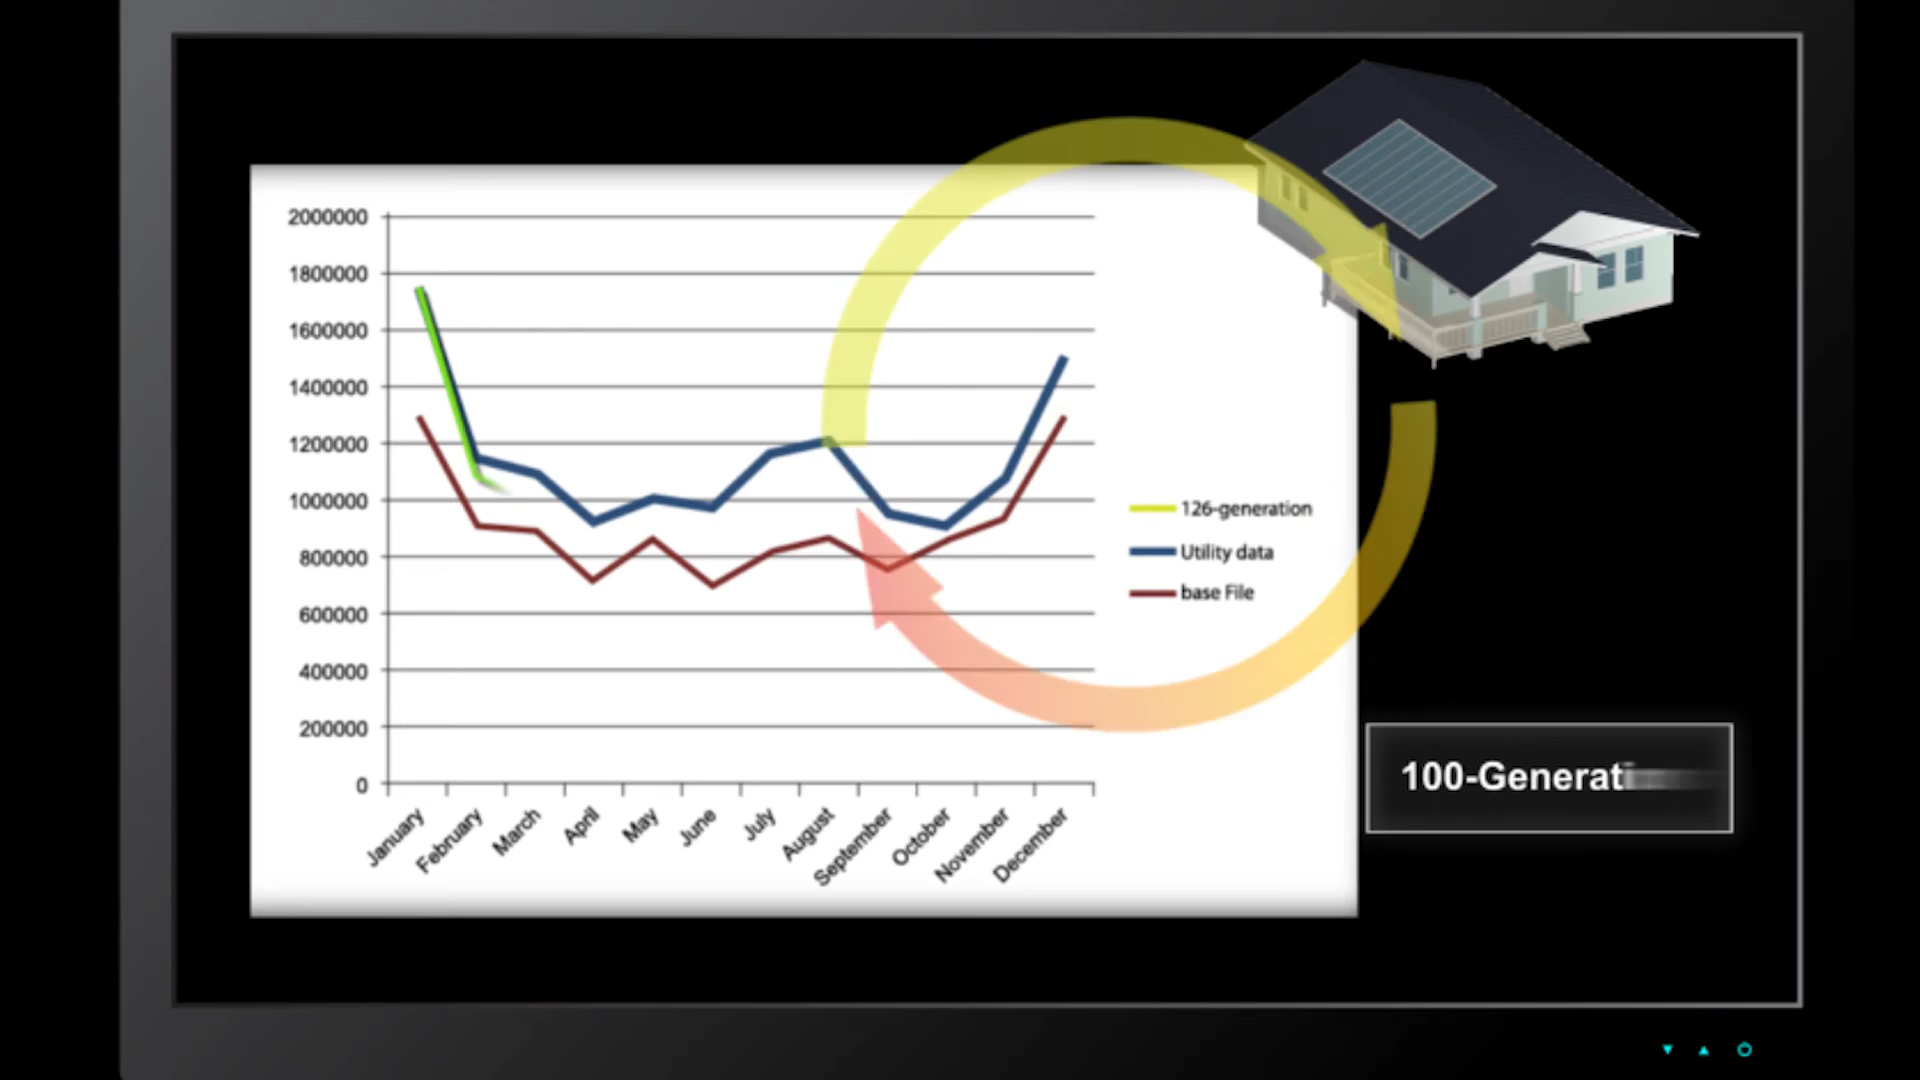 2000000
1800000
1600000
1400000
1200000
1000000
800000
600000
400000
200000
0
January
February
March
April
May
June
July
August
September
October
November
December
126-generation
Utility data
base File
100-Generat